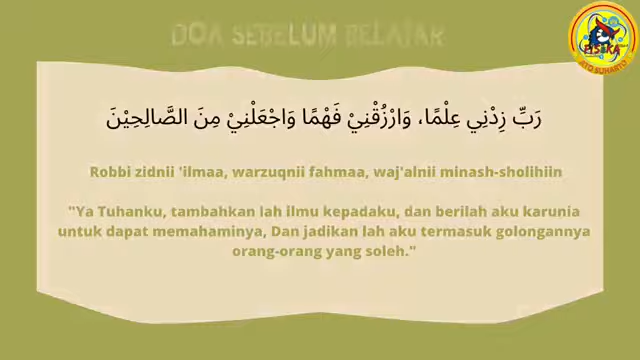 DOA SEBELUM BELAJAR
FISIKA
رَبِّ زِدْنِي عِلْمًا، وَارْزُقْنِيْ فَهْمًا وَاجْعَلْنِيْ مِنَ الصَّالِحِيْنَ
Robbi zidnii 'ilmaa, warzuqnii fahmaa, waj'alnii minash-sholihiin
"Ya Tuhanku, tambahkan lah ilmu kepadaku, dan berilah aku karunia
untuk dapat memahaminya, Dan jadikan lah aku termasuk golongannya
orang-orang yang soleh."